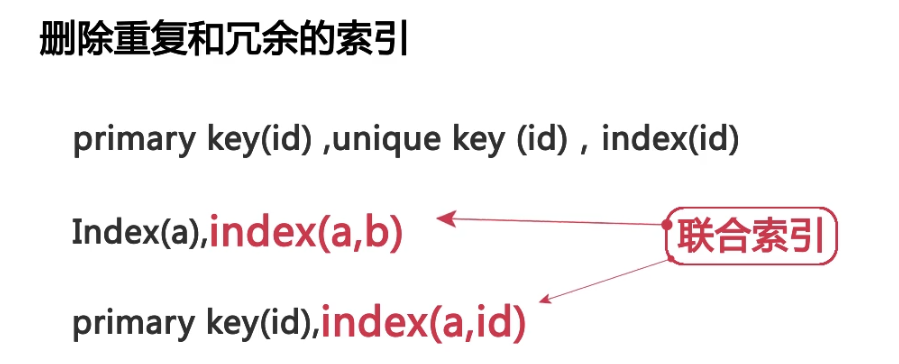 删除重复和冗余的索引
primary key(id) ,unique key (id) , index(id)
Index(a),index(a,b)
联合索引
primary key(id),index(a,id)